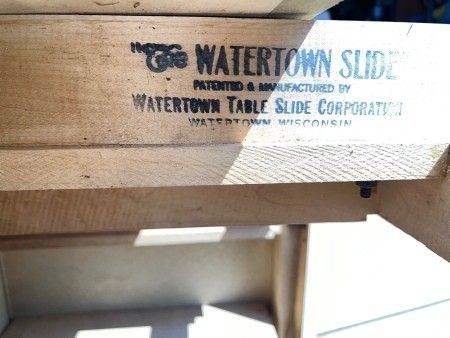 The WATERTOWN SLIDE
PATENTED & MANUFACTURED BY
WATERTOWN TABLE SLIDE CORPORATION
WATERTOWN, WISCONSIN